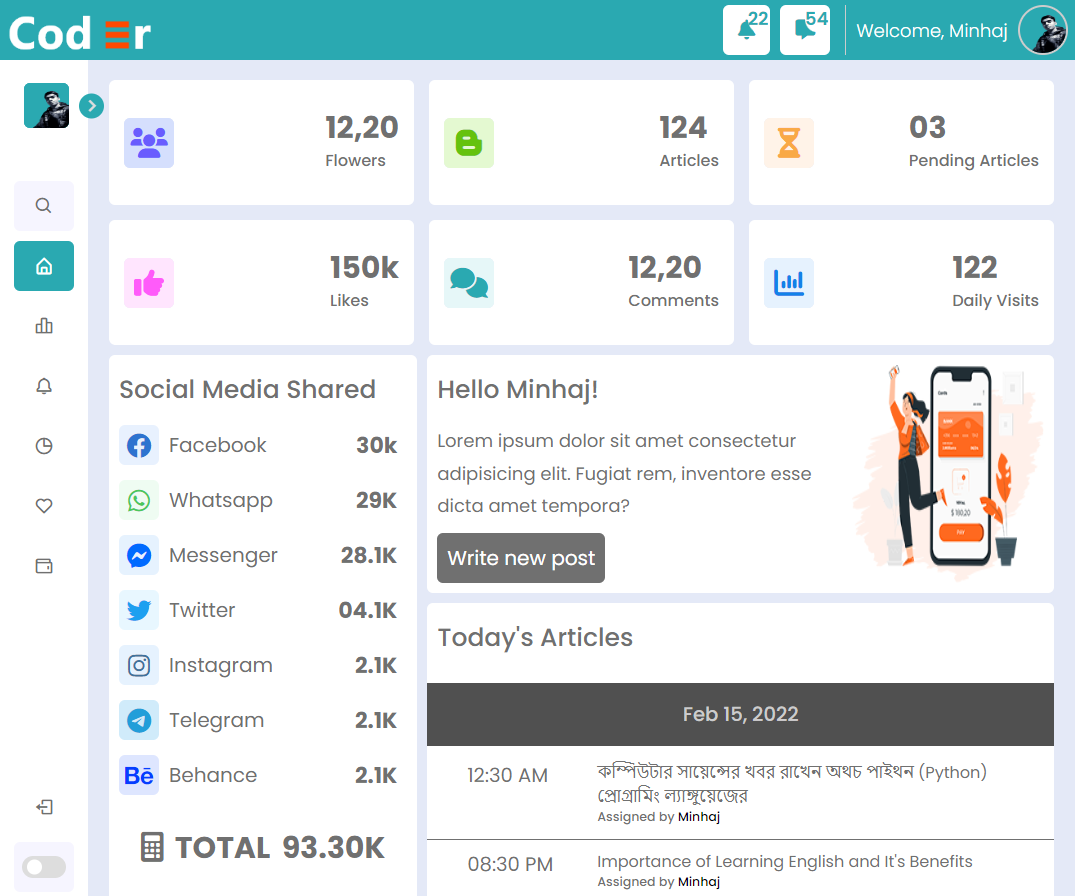 Cod Ξr
22
54
Welcome, Minhaj
12,20
Flowers
124
Articles
03
Pending Articles
150k
Likes
12,20
Comments
122
Daily Visits
Social Media Shared
Facebook 30k
Whatsapp 29K
Messenger 28.1K
Twitter 04.1K
Instagram 2.1K
Telegram 2.1K
Bē Behance 2.1K
TOTAL 93.30K
Hello Minhaj!
Lorem ipsum dolor sit amet consectetur
adipisicing elit. Fugiat rem, inventore esse
dicta amet tempora?
Write new post
$ 180,20
PAY
Today's Articles
Feb 15, 2022
12:30 AM
কম্পিউটার সায়েন্সের খবর রাখেন অথচ পাইথন (Python)
প্রোগ্রামিং ল্যাঙ্গুয়েজের
Assigned by Minhaj
08:30 PM
Importance of Learning English and It's Benefits
Assigned by Minhaj